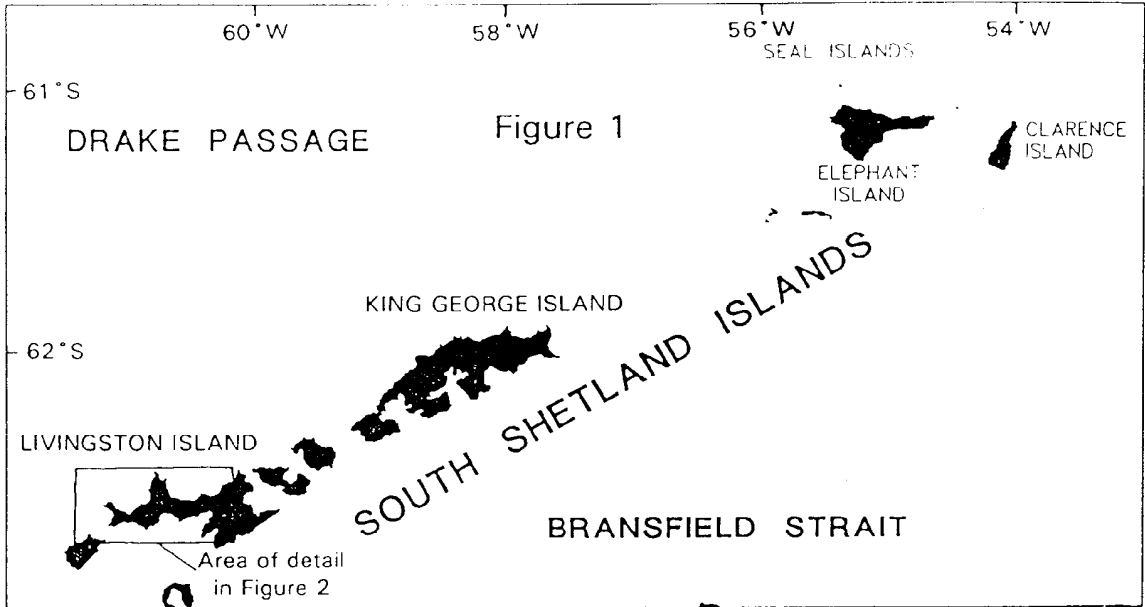 60°W
58°W
56°W
54°W
SEAL ISLANDS
61°S
DRAKE PASSAGE
Figure 1
CLARENCE
ISLAND
ELEPHANT
ISLAND
SOUTH SHETLAND ISLANDS
KING GEORGE ISLAND
62°S
LIVINGSTON ISLAND
BRANSFIELD STRAIT
Area of detail
in Figure 2